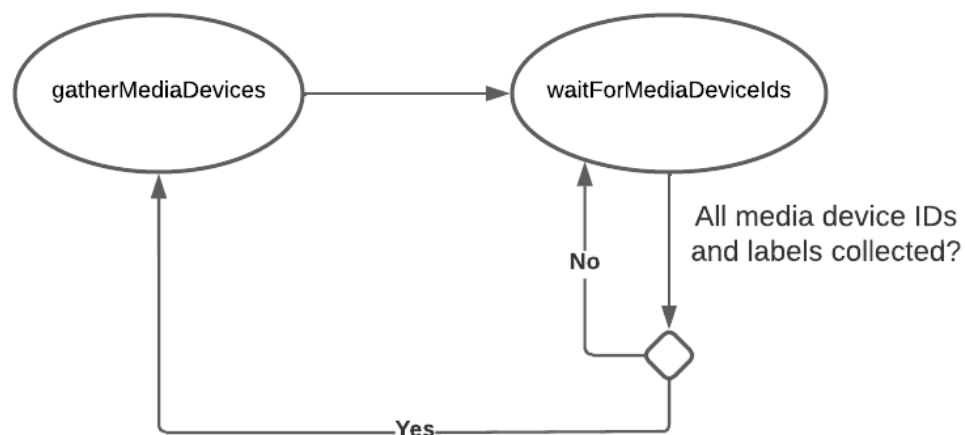 gatherMediaDevices
waitForMediaDeviceIds
All media device IDs
and labels collected?
No
Yes